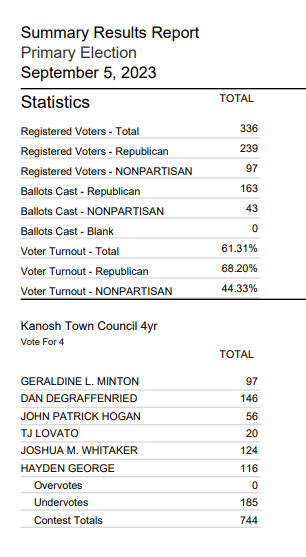 Summary Results Report
Primary Election
September 5, 2023
Statistics TOTAL
Registered Voters - Total 336
Registered Voters - Republican 239
Registered Voters - NONPARTISAN 97
Ballots Cast - Republican 163
Ballots Cast - NONPARTISAN 43
Ballots Cast - Blank 0
Voter Turnout - Total 61.31%
Voter Turnout - Republican 68.20%
Voter Turnout - NONPARTISAN 44.33%
Kanosh Town Council 4yr
Vote For 4
TOTAL
GERALDINE L. MINTON 97
DAN DEGRAFFENRIED 146
JOHN PATRICK HOGAN 56
TJ LOVATO 20
JOSHUA M. WHITAKER 124
HAYDEN GEORGE 116
Overvotes 0
Undervotes 185
Contest Totals 744